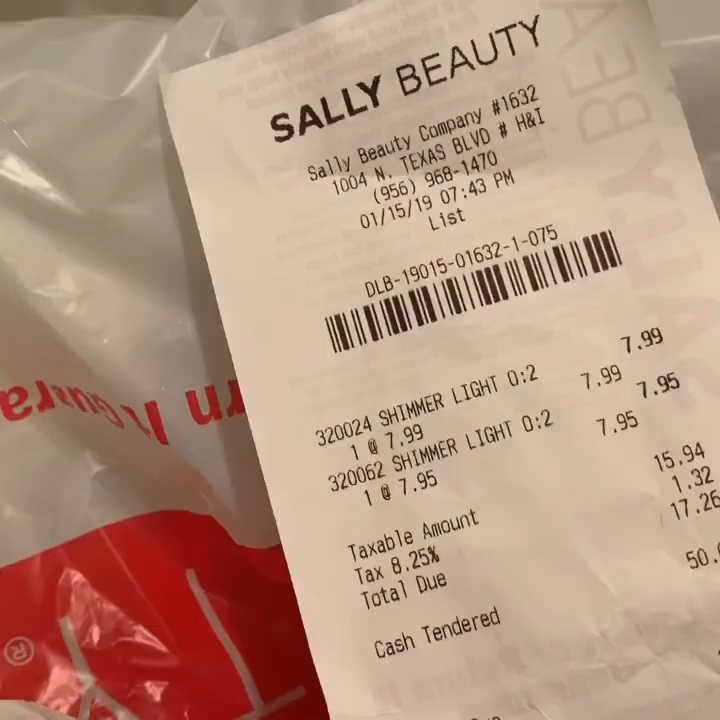 SALLY BEAUTY
Sally Beauty Company #1632
1004 N. TEXAS BLVD # H&I
(956) 968-1470
01/15/19 07:43 PM
List
DLB-19015-01632-1-075
7.99
320024 SHIMMER LIGHT O:2 7.99
1 @ 7.99
7.95
320062 SHIMMER LIGHT O:2 7.95
1 @ 7.95
15.94
Taxable Amount 1.32
Tax 8.25% 17.26
Total Due
50.
Cash Tendered
®